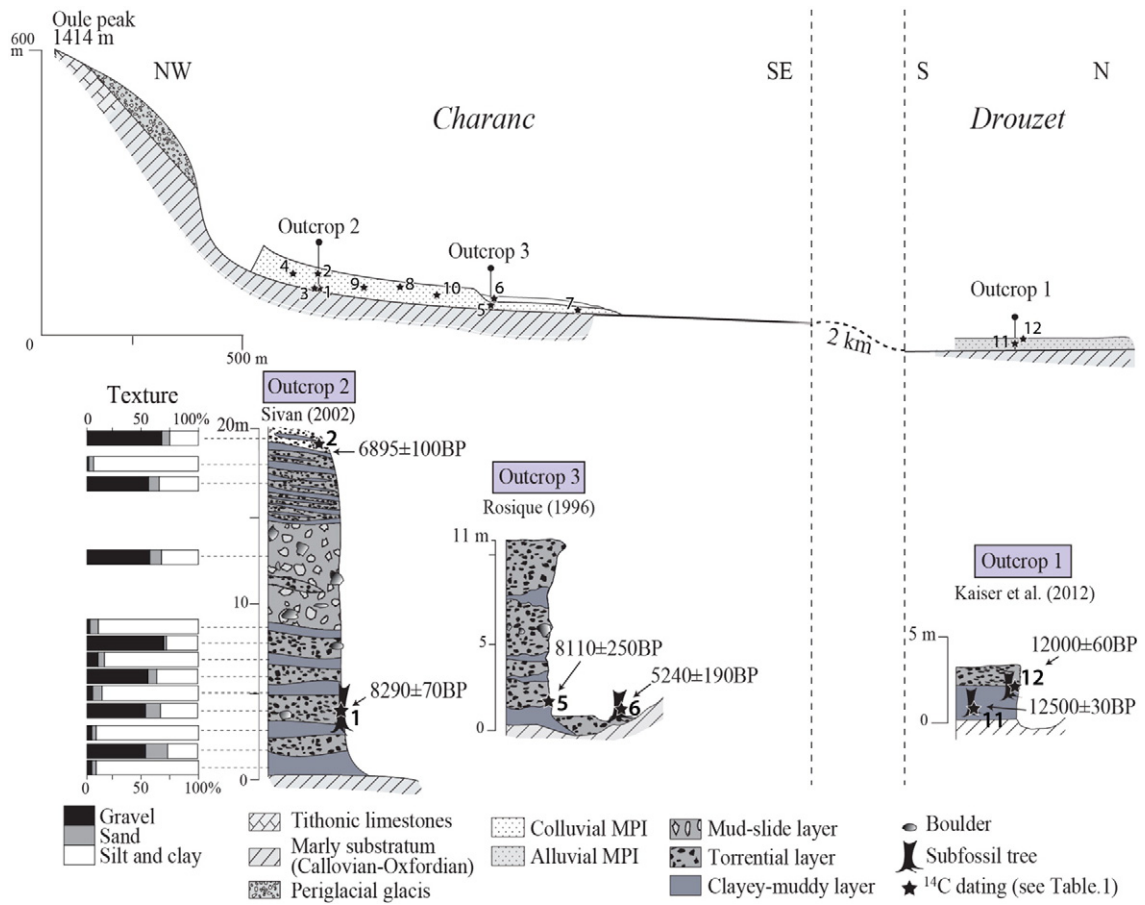 Oule peak
1414 m
600
m
NW
SE
S
N
Charanc
Drouzet
Outcrop 2
Outcrop 3
Outcrop 1
4
2
3
1
9
8
10
6
5
7
11
12
0
500 m
2 km
Texture
0 50 100%
0 50 100%
Outcrop 2
Sivan (2002)
20m
10
0
2
6895±100BP
8290±70BP
1
Outcrop 3
Rosique (1996)
11 m
5
0
8110±250BP
5
5240±190BP
6
Outcrop 1
Kaiser et al. (2012)
5 m
0
12000±60BP
12
12500±30BP
11
Gravel
Sand
Silt and clay
Tithonic limestones
Marly substratum
(Callovian-Oxfordian)
Periglacial glacis
Colluvial MPI
Alluvial MPI
Mud-slide layer
Torrential layer
Clayey-muddy layer
Boulder
Subfossil tree
¹⁴C dating (see Table.1)